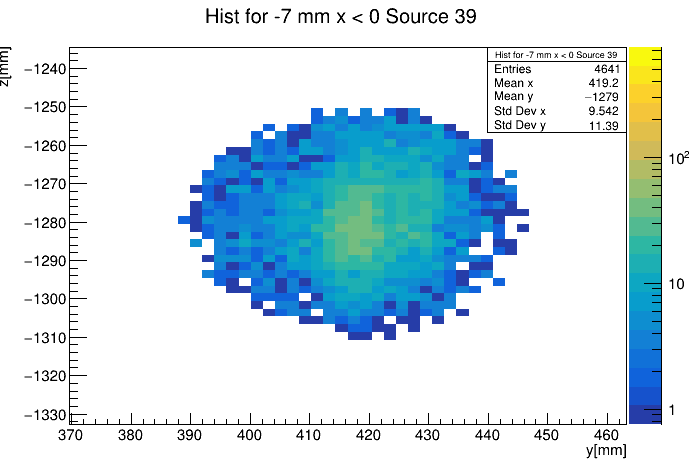 Hist for -7 mm x < 0 Source 39
z[mm]
Hist for -7 mm x < 0 Source 39
Entries 4641
Mean x 419.2
Mean y −1279
Std Dev x 9.542
Std Dev y 11.39
−1240
−1250
−1260
−1270
−1280
−1290
−1300
−1310
−1320
−1330
10²
10
1
370 380 390 400 410 420 430 440 450 460
y[mm]